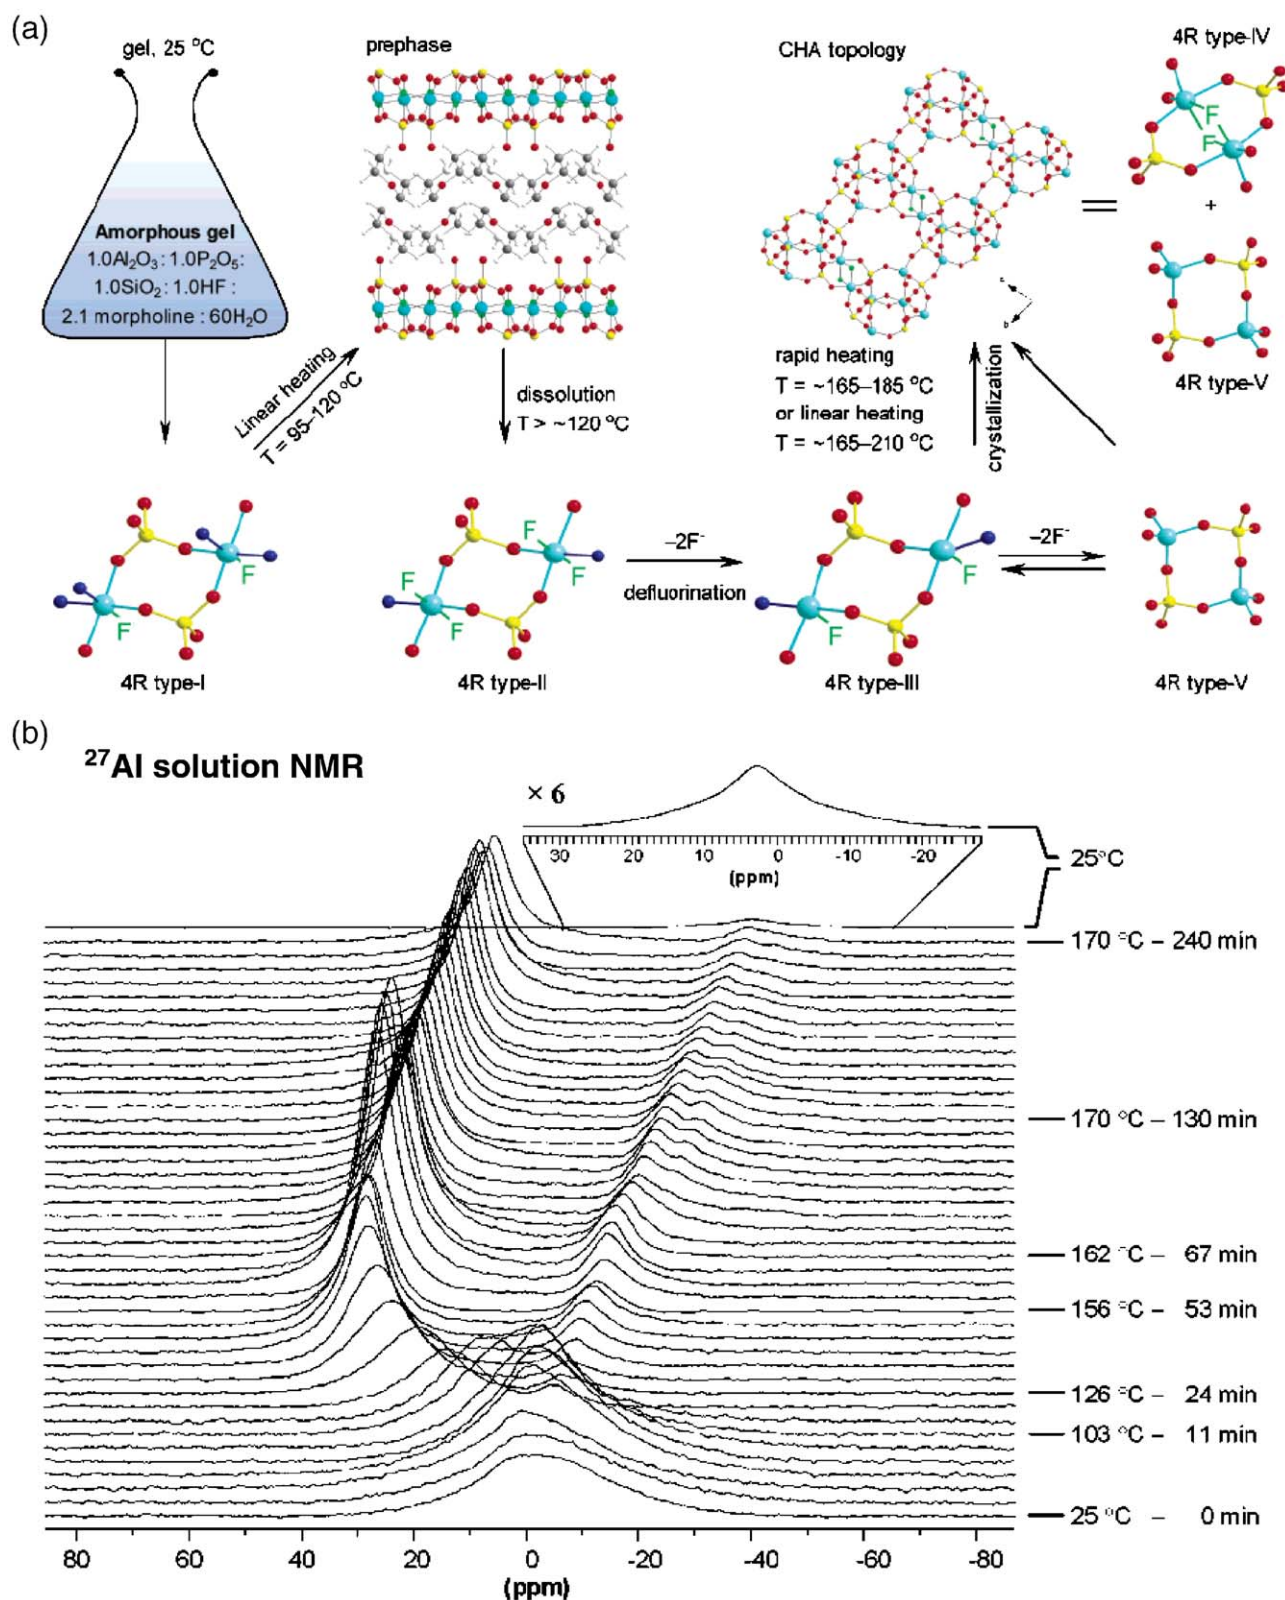 (a)
gel, 25 °C
prephase
CHA topology
4R type-IV
F
F
Amorphous gel
1.0Al₂O₃ : 1.0P₂O₅:
1.0SiO₂ : 1.0HF :
2.1 morpholine : 60H₂O
+
4R type-V
Linear heating
T = 95–120 °C
dissolution
T > ~120 °C
rapid heating
T = ~165–185 °C
or linear heating
T = ~165–210 °C
crystallization
F
F
4R type-I
F
F
F
F
4R type-II
–2F⁻
defluorination
F
F
4R type-III
–2F⁻
4R type-V
(b)
²⁷Al solution NMR
× 6
30 20 10 0 -10 -20
(ppm)
25°C
170 °C – 240 min
170 °C – 130 min
162 °C – 67 min
156 °C – 53 min
126 °C – 24 min
103 °C – 11 min
25 °C – 0 min
80 60 40 20 0 -20 -40 -60 -80
(ppm)